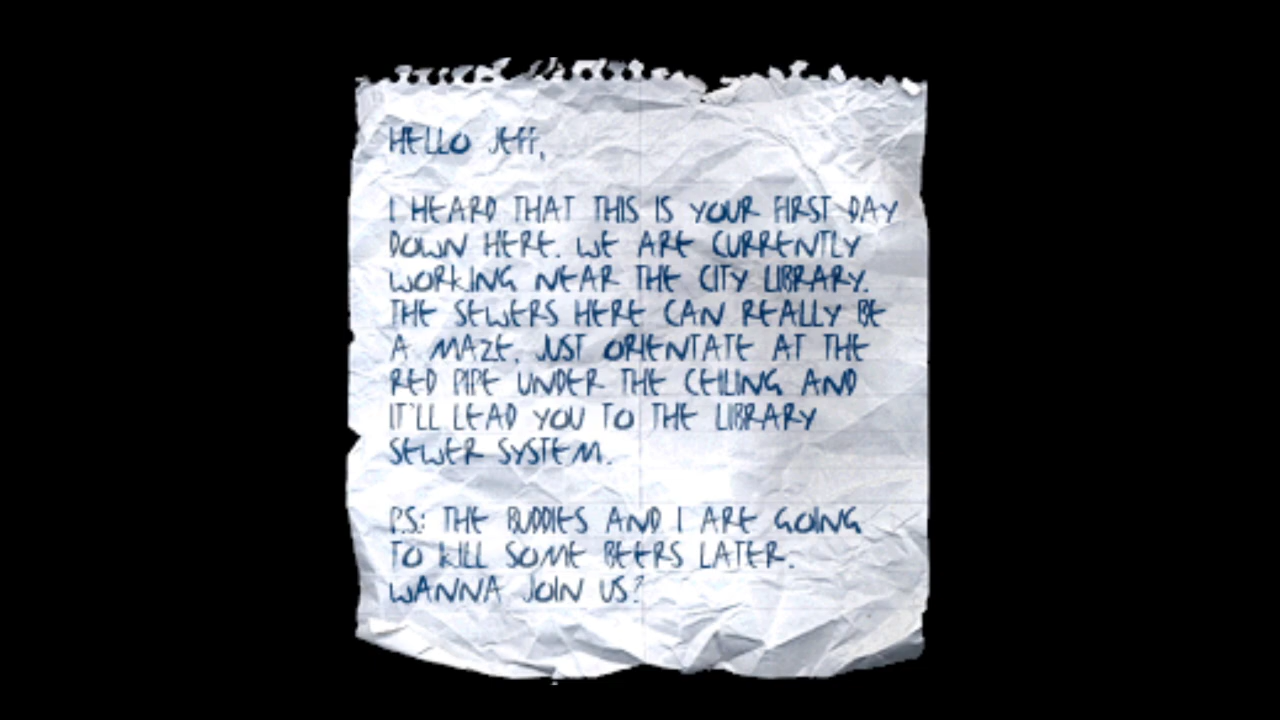 HELLO JEFF,
I HEARD THAT THIS IS YOUR FIRST DAY
DOWN HERE. WE ARE CURRENTLY
WORKING NEAR THE CITY LIBRARY.
THE SEWERS HERE CAN REALLY BE
A MAZE. JUST ORIENTATE AT THE
RED PIPE UNDER THE CEILING AND
IT'LL LEAD YOU TO THE LIBRARY
SEWER SYSTEM.
P.S.: THE BUDDIES AND I ARE GOING
TO KILL SOME BEERS LATER.
WANNA JOIN US?